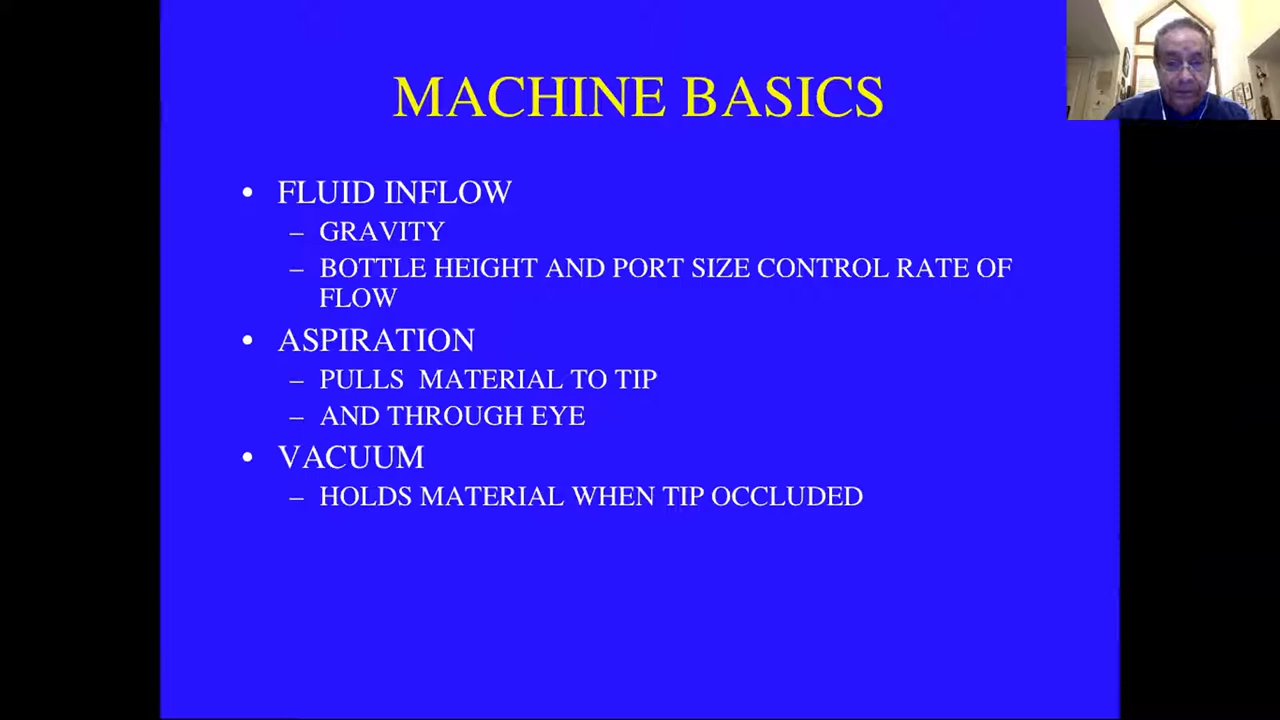 MACHINE BASICS
• FLUID INFLOW
– GRAVITY
– BOTTLE HEIGHT AND PORT SIZE CONTROL RATE OF
FLOW
• ASPIRATION
– PULLS MATERIAL TO TIP
– AND THROUGH EYE
• VACUUM
– HOLDS MATERIAL WHEN TIP OCCLUDED